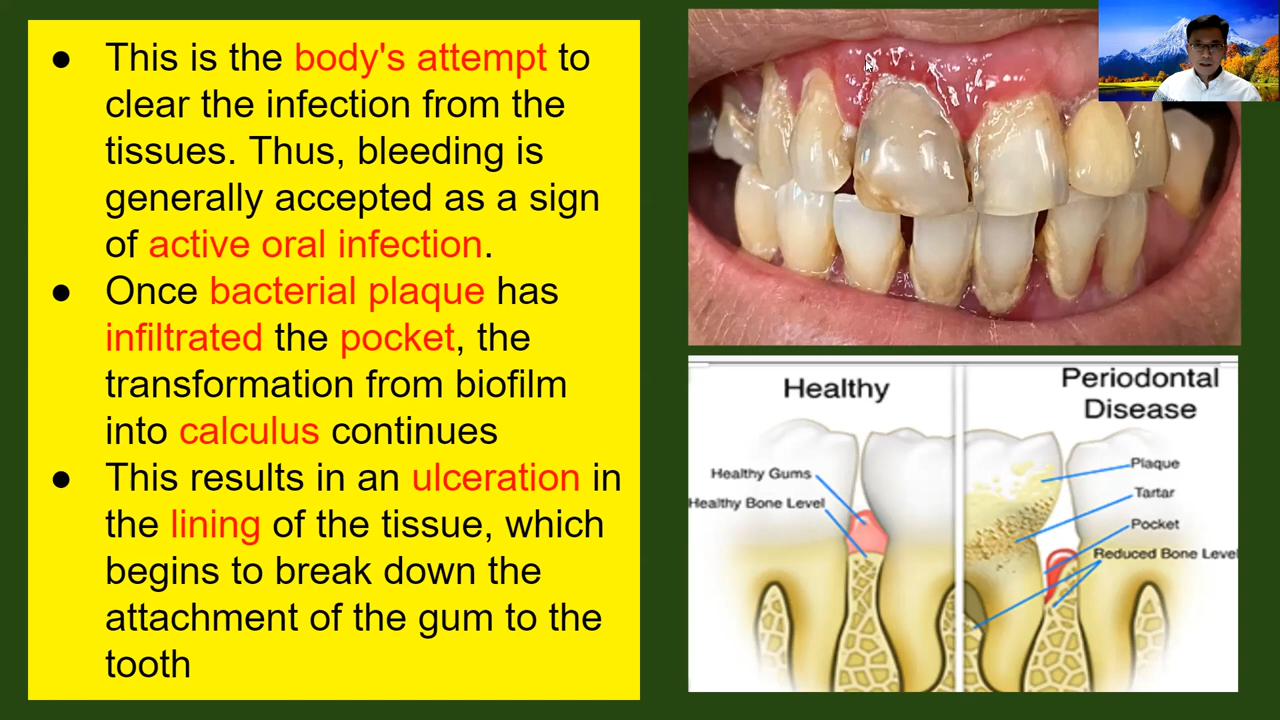 ● This is the body's attempt to
clear the infection from the
tissues. Thus, bleeding is
generally accepted as a sign
of active oral infection.
● Once bacterial plaque has
infiltrated the pocket, the
transformation from biofilm
into calculus continues
● This results in an ulceration in
the lining of the tissue, which
begins to break down the
attachment of the gum to the
tooth
Healthy
Healthy Gums
Healthy Bone Level
Periodontal
Disease
Plaque
Tartar
Pocket
Reduced Bone Level